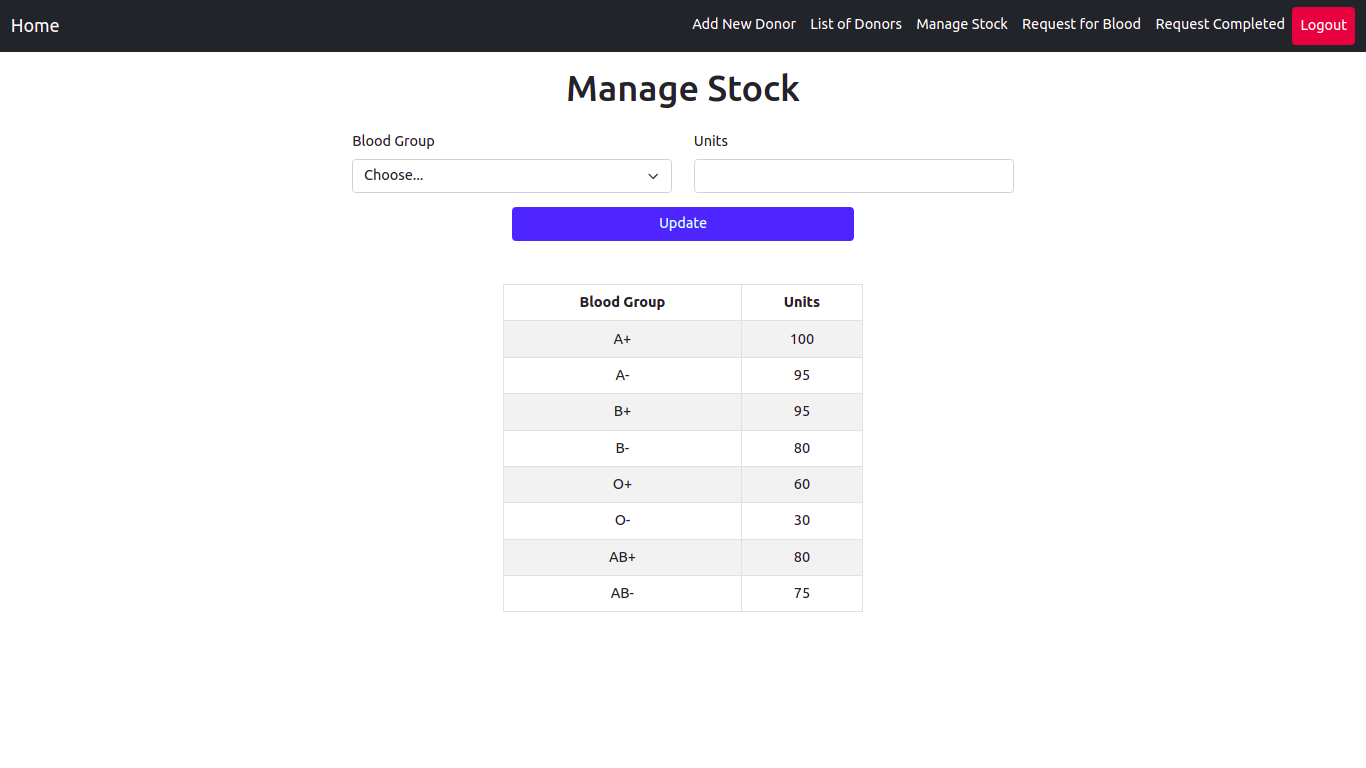 Home Add New Donor List of Donors Manage Stock Request for Blood Request Completed Logout
Manage Stock
Blood Group Units
Choose...
Update
Blood Group Units
A+ 100
A- 95
B+ 95
B- 80
O+ 60
O- 30
AB+ 80
AB- 75